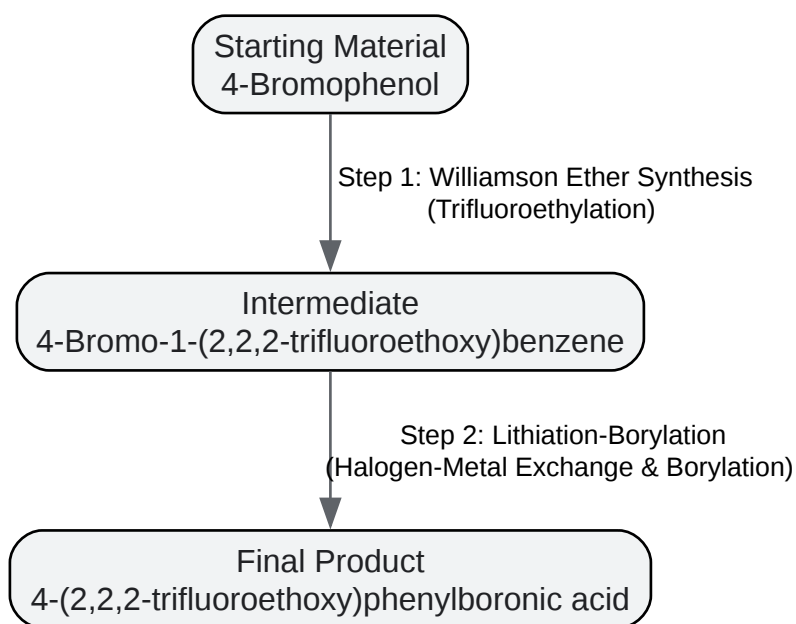 Starting Material
4-Bromophenol
Step 1: Williamson Ether Synthesis
(Trifluoroethylation)
Intermediate
4-Bromo-1-(2,2,2-trifluoroethoxy)benzene
Step 2: Lithiation-Borylation
(Halogen-Metal Exchange & Borylation)
Final Product
4-(2,2,2-trifluoroethoxy)phenylboronic acid